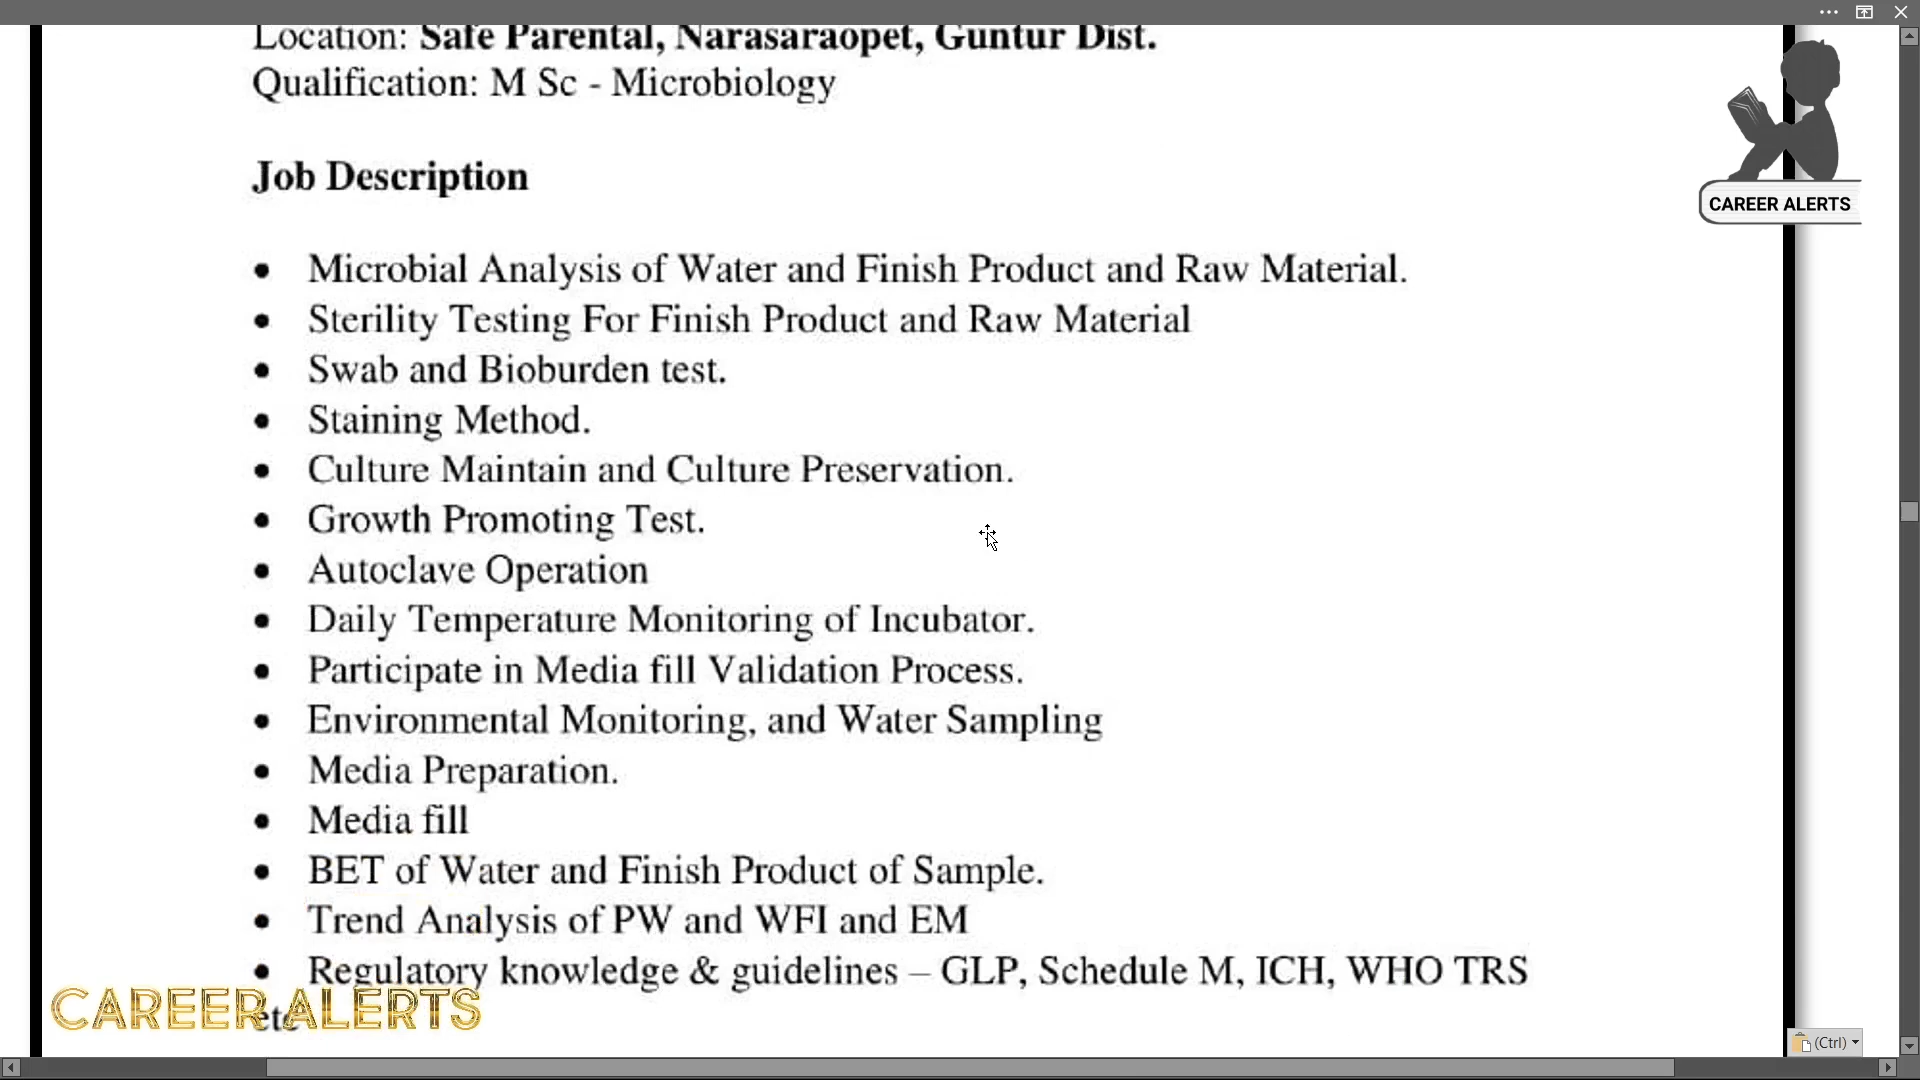 Location: Safe Parental, Narasaraopet, Guntur Dist.
Qualification: M Sc - Microbiology
CAREER ALERTS
Job Description
• Microbial Analysis of Water and Finish Product and Raw Material.
• Sterility Testing For Finish Product and Raw Material
• Swab and Bioburden test.
• Staining Method.
• Culture Maintain and Culture Preservation.
• Growth Promoting Test.
• Autoclave Operation
• Daily Temperature Monitoring of Incubator.
• Participate in Media fill Validation Process.
• Environmental Monitoring, and Water Sampling
• Media Preparation.
• Media fill
• BET of Water and Finish Product of Sample.
• Trend Analysis of PW and WFI and EM
• Regulatory knowledge & guidelines – GLP, Schedule M, ICH, WHO TRS
etc
CAREER ALERTS
(Ctrl)